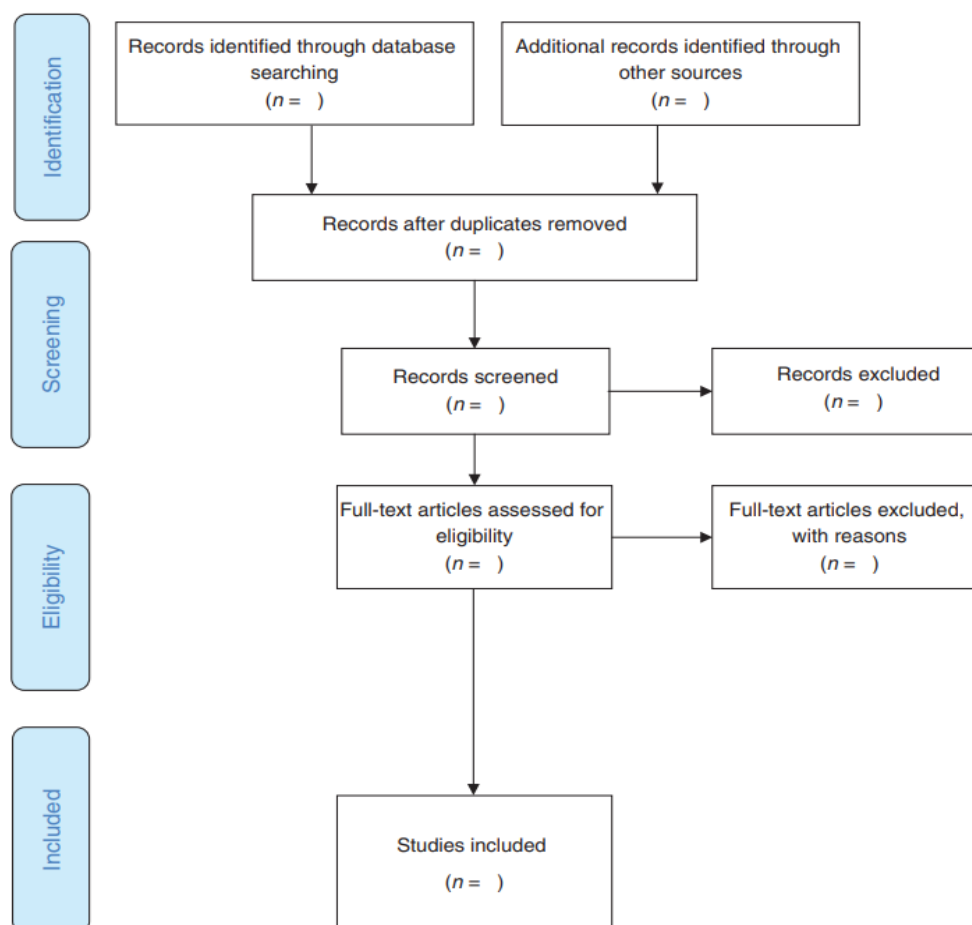 Identification
Records identified through database
searching
(n =   )
Additional records identified through
other sources
(n =   )
Records after duplicates removed
(n =   )
Screening
Records screened
(n =   )
Records excluded
(n =   )
Eligibility
Full-text articles assessed for
eligibility
(n =   )
Full-text articles excluded,
with reasons
(n =   )
Included
Studies included
(n =   )